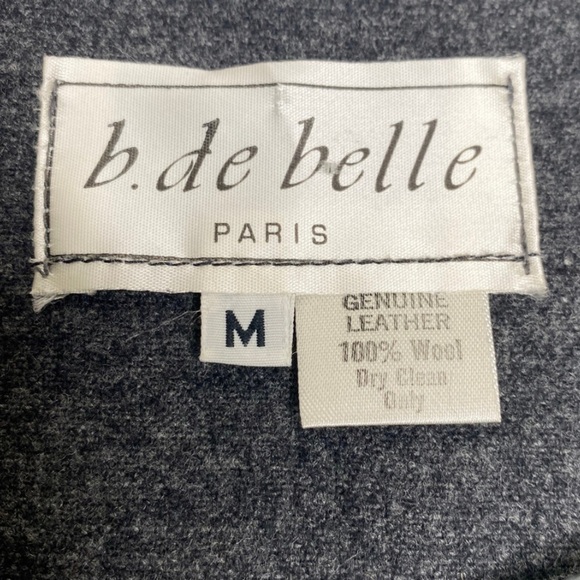 b.de belle
PARIS
M
GENUINE
LEATHER
100% Wool
Dry Clean
Only